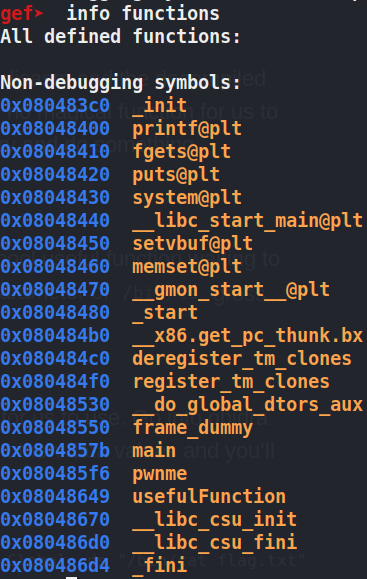 gef➤  info functions
All defined functions:

Non-debugging symbols:
0x080483c0  _init
0x08048400  printf@plt
0x08048410  fgets@plt
0x08048420  puts@plt
0x08048430  system@plt
0x08048440  __libc_start_main@plt
0x08048450  setvbuf@plt
0x08048460  memset@plt
0x08048470  __gmon_start__@plt
0x08048480  _start
0x080484b0  __x86.get_pc_thunk.bx
0x080484c0  deregister_tm_clones
0x080484f0  register_tm_clones
0x08048530  __do_global_dtors_aux
0x08048550  frame_dummy
0x0804857b  main
0x080485f6  pwnme
0x08048649  usefulFunction
0x08048670  __libc_csu_init
0x080486d0  __libc_csu_fini
0x080486d4  _fini